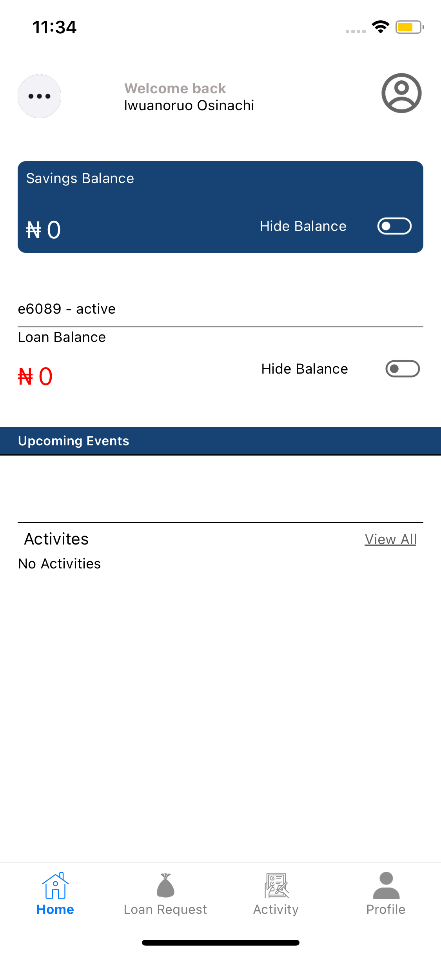 11:34
Welcome back
Iwuanoruo Osinachi
Savings Balance
₦ 0
Hide Balance
e6089 - active
Loan Balance
₦ 0
Hide Balance
Upcoming Events
Activites
View All
No Activities
Home
Loan Request
Activity
Profile